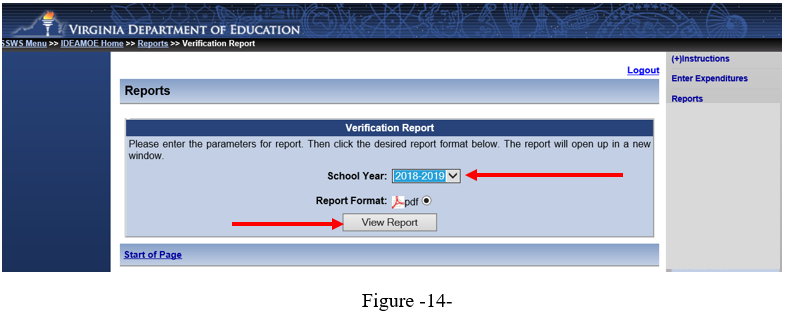 VIRGINIA DEPARTMENT OF EDUCATION
SSWS Menu >> IDEAMOE Home >> Reports >> Verification Report
(+)Instructions
Logout
Enter Expenditures
Reports
Reports
Verification Report
Please enter the parameters for report. Then click the desired report format below. The report will open up in a new
window.
School Year: 2018-2019
Report Format: pdf
View Report
Start of Page
Figure -14-